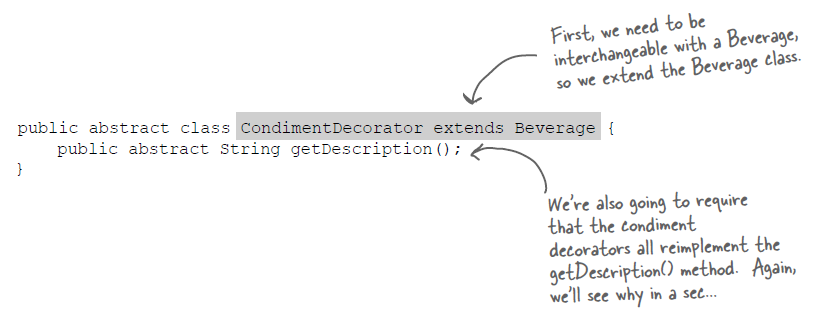 First, we need to be
interchangeable with a Beverage,
so we extend the Beverage class.
public abstract class CondimentDecorator extends Beverage {
    public abstract String getDescription();
}
We're also going to require
that the condiment
decorators all reimplement the
getDescription() method. Again,
we'll see why in a sec...